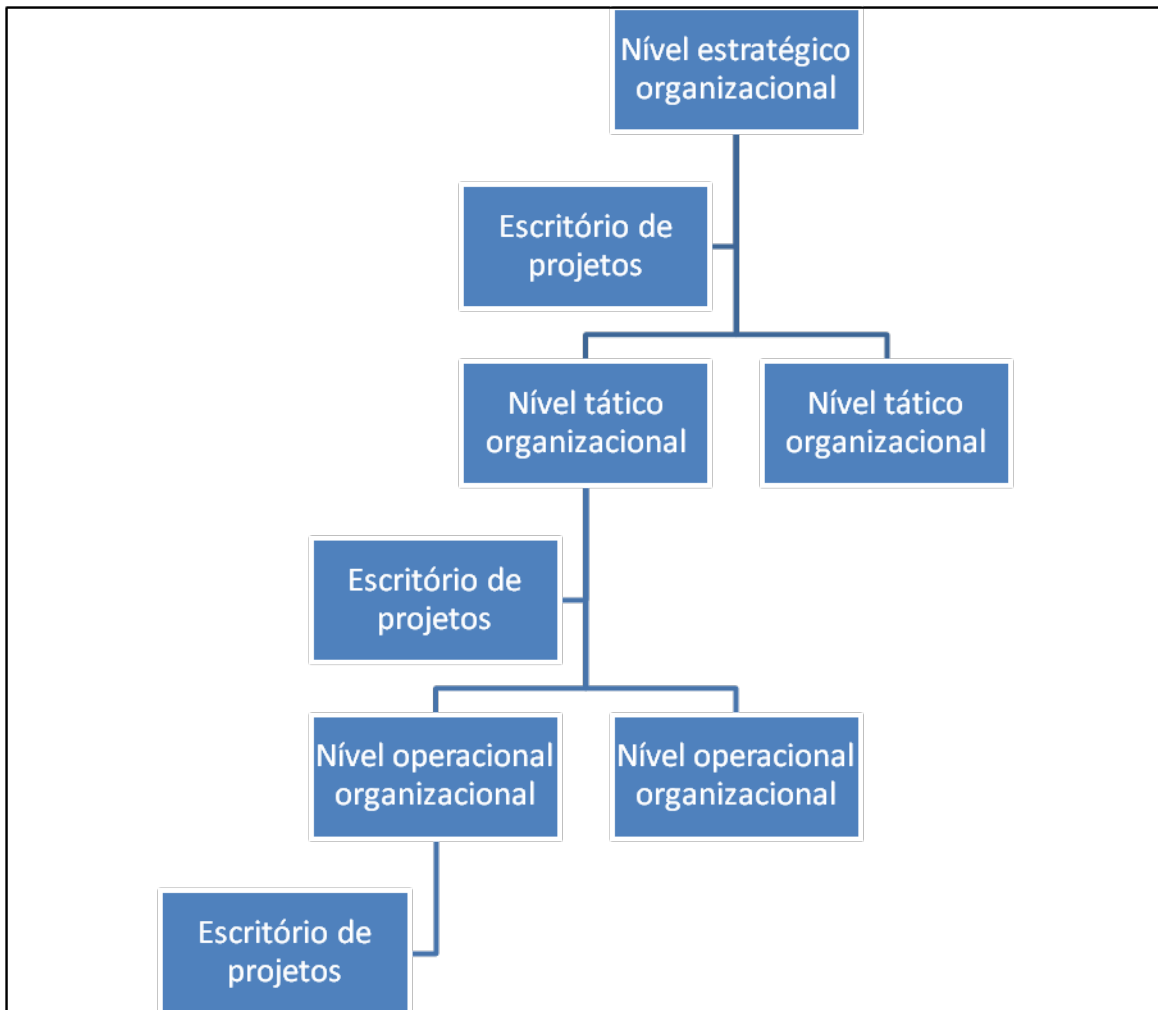 Nível estratégico
organizacional
Escritório de
projetos
Nível tático
organizacional
Nível tático
organizacional
Escritório de
projetos
Nível operacional
organizacional
Nível operacional
organizacional
Escritório de
projetos